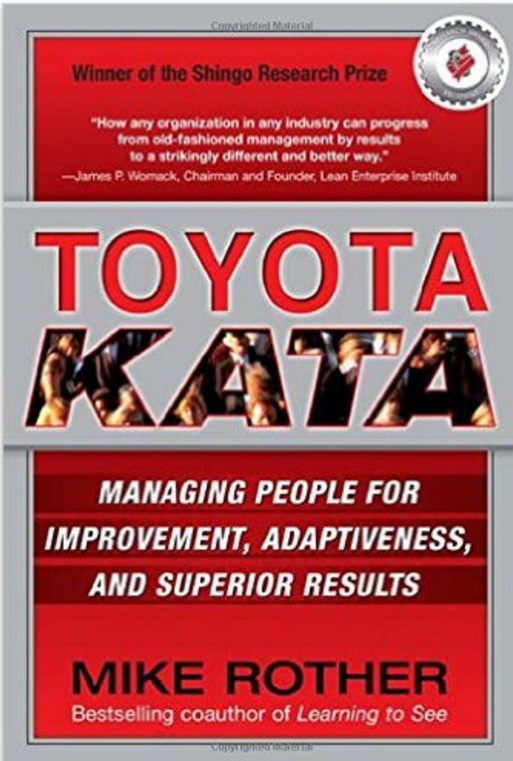 Copyrighted Material
Winner of the Shingo Research Prize
"How any organization in any industry can progress
from old-fashioned management by results
to a strikingly different and better way."
—James P. Womack, Chairman and Founder, Lean Enterprise Institute
TOYOTA
KATA
MANAGING PEOPLE FOR
IMPROVEMENT, ADAPTIVENESS,
AND SUPERIOR RESULTS
MIKE ROTHER
Bestselling coauthor of Learning to See
Copyrighted Material